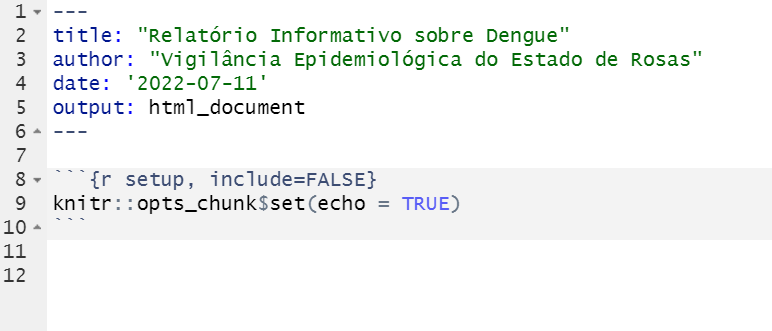 1 ---
2 title: "Relatório Informativo sobre Dengue"
3 author: "Vigilância Epidemiológica do Estado de Rosas"
4 date: '2022-07-11'
5 output: html_document
6 ---
7
8 ```{r setup, include=FALSE}
9 knitr::opts_chunk$set(echo = TRUE)
10 ```
11
12